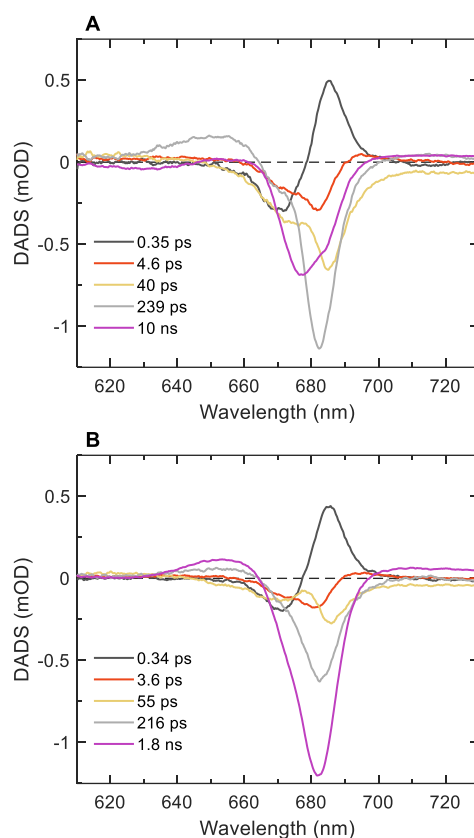 A
DADS (mOD)
0.5
0
-0.5
-1
0.35 ps
4.6 ps
40 ps
239 ps
10 ns
620 640 660 680 700 720
Wavelength (nm)
B
DADS (mOD)
0.5
0
-0.5
-1
0.34 ps
3.6 ps
55 ps
216 ps
1.8 ns
620 640 660 680 700 720
Wavelength (nm)